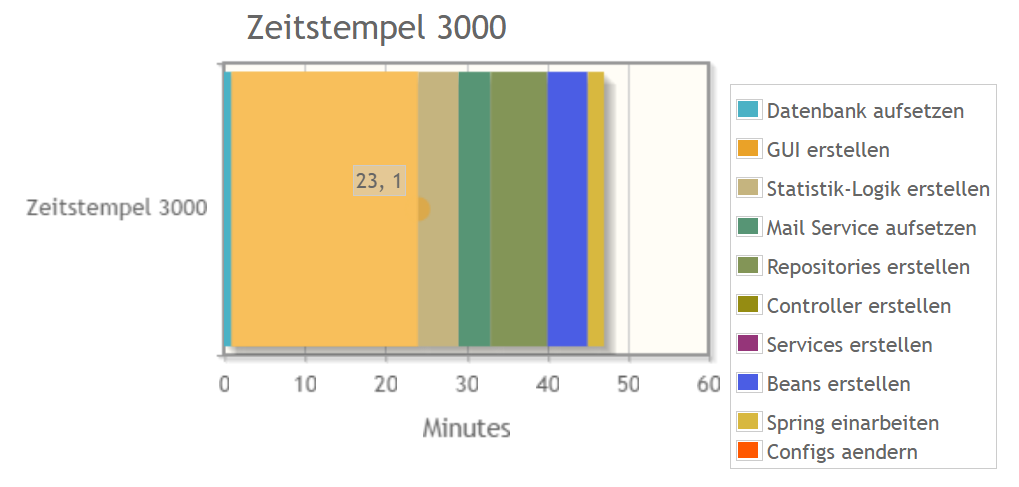 Zeitstempel 3000
23, 1
Zeitstempel 3000
0 10 20 30 40 50 60
Minutes
Datenbank aufsetzen
GUI erstellen
Statistik-Logik erstellen
Mail Service aufsetzen
Repositories erstellen
Controller erstellen
Services erstellen
Beans erstellen
Spring einarbeiten
Configs aendern